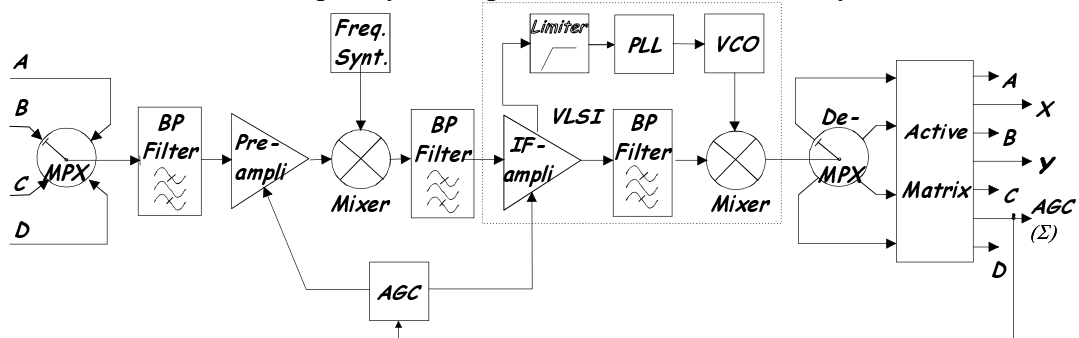 A
B
C
D
MPX
BP
Filter
Pre-
ampli
Freq.
Synt.
Mixer
BP
Filter
IF-
ampli
VLSI
Limiter
PLL
VCO
BP
Filter
Mixer
AGC
De-
MPX
Active
Matrix
A
X
B
Y
C
AGC
(Σ)
D